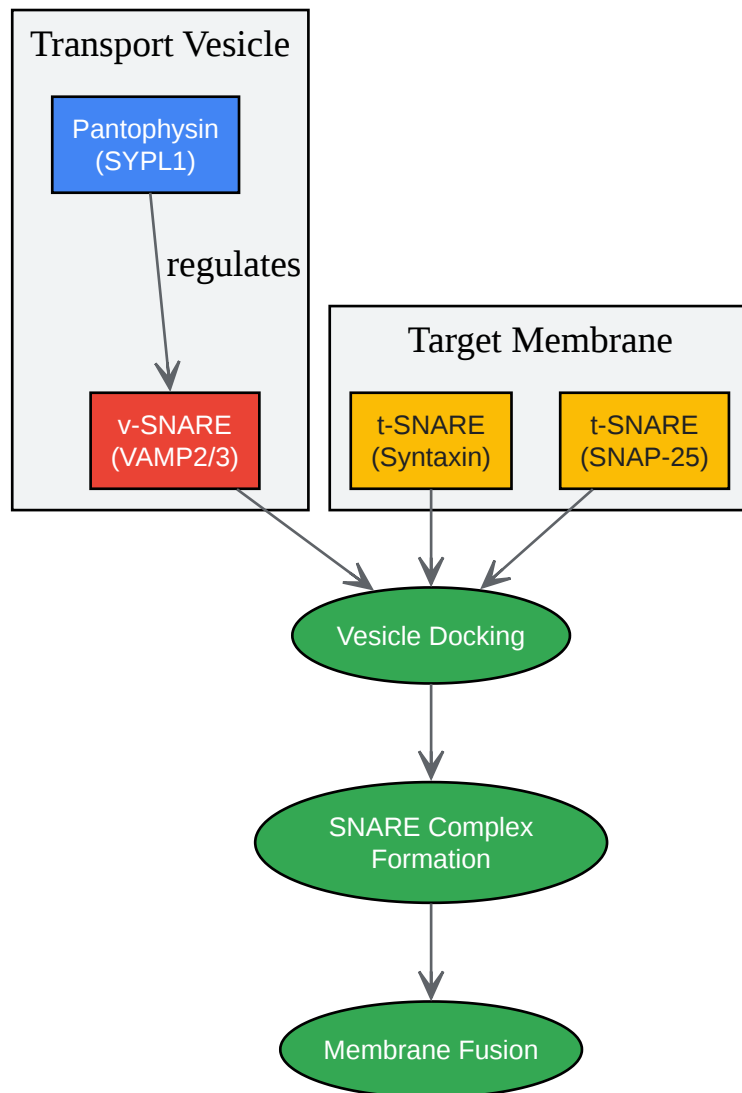 Transport Vesicle
Pantophysin
(SYPL1)
regulates
v-SNARE
(VAMP2/3)
Target Membrane
t-SNARE
(Syntaxin)
t-SNARE
(SNAP-25)
Vesicle Docking
SNARE Complex
Formation
Membrane Fusion